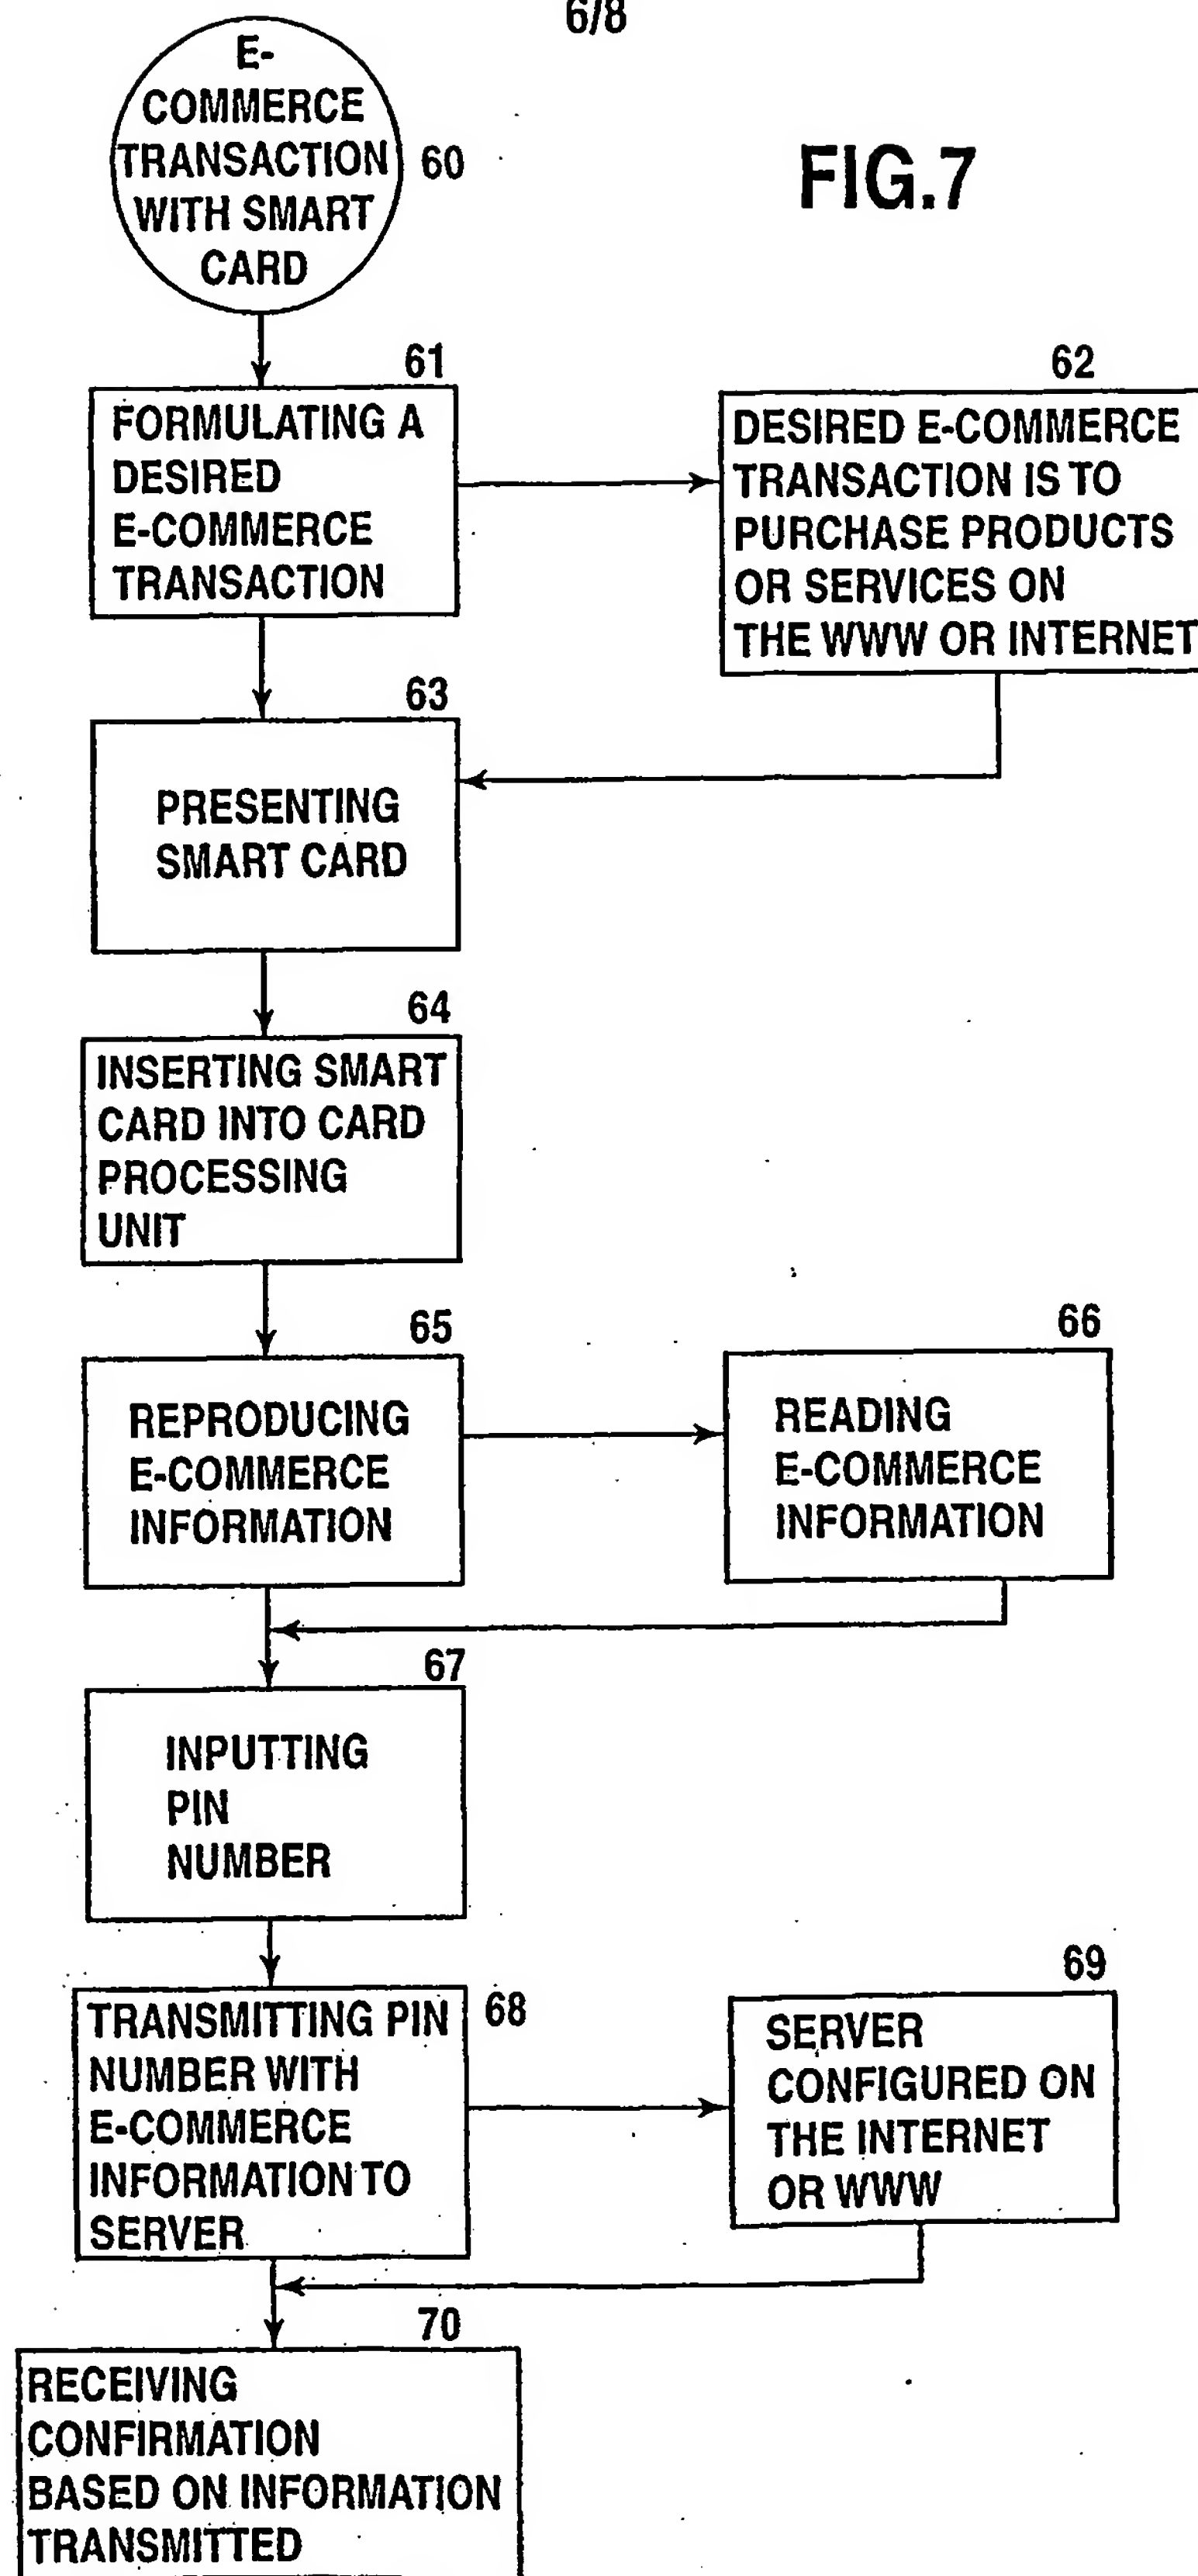 6/8
E-
COMMERCE
TRANSACTION
WITH SMART
CARD
60
FIG.7
61
FORMULATING A
DESIRED
E-COMMERCE
TRANSACTION
62
DESIRED E-COMMERCE
TRANSACTION IS TO
PURCHASE PRODUCTS
OR SERVICES ON
THE WWW OR INTERNET
63
PRESENTING
SMART CARD
64
INSERTING SMART
CARD INTO CARD
PROCESSING
UNIT
65
REPRODUCING
E-COMMERCE
INFORMATION
66
READING
E-COMMERCE
INFORMATION
67
INPUTTING
PIN
NUMBER
68
TRANSMITTING PIN
NUMBER WITH
E-COMMERCE
INFORMATION TO
SERVER
69
SERVER
CONFIGURED ON
THE INTERNET
OR WWW
70
RECEIVING
CONFIRMATION
BASED ON INFORMATION
TRANSMITTED